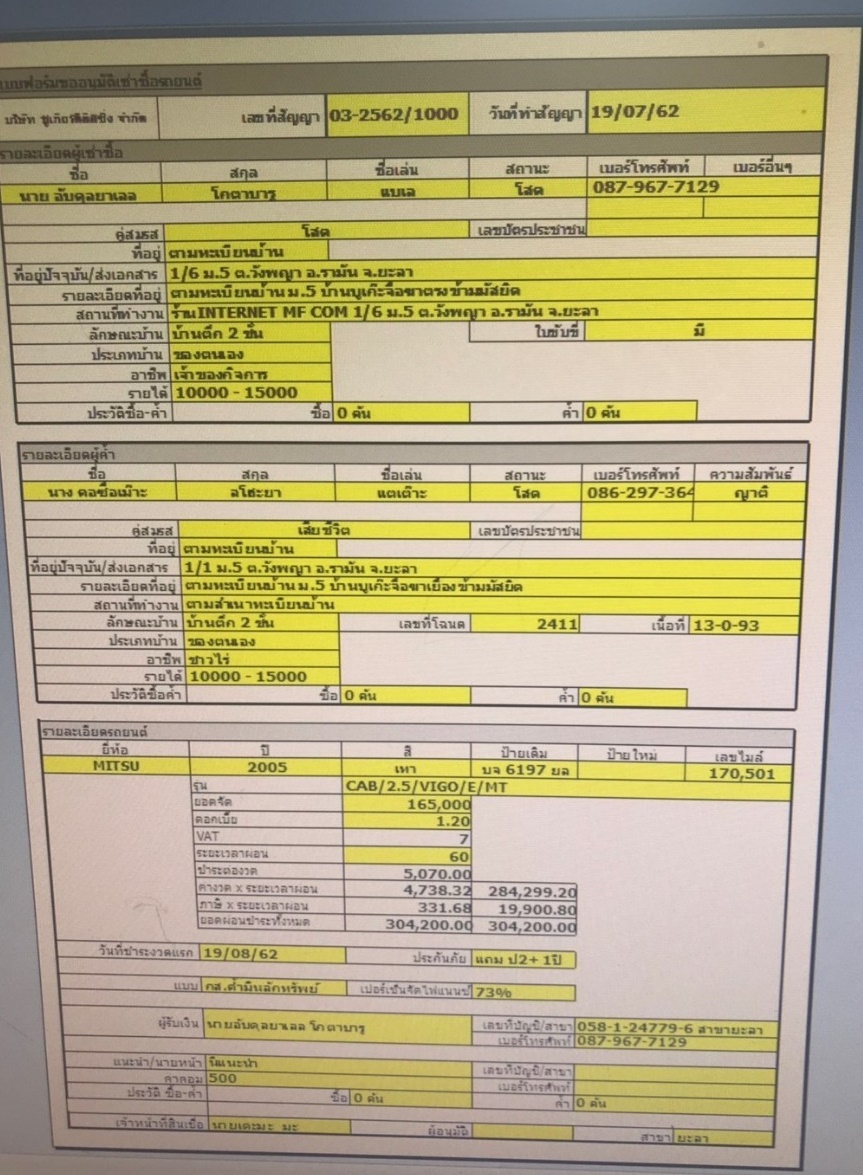 แบบฟอร์มขออนุมัติเช่าซื้อรถยนต์
บริษัท จำกัด เลขที่สัญญา 03-2562/1000 วันที่ทำสัญญา 19/07/62
รายละเอียดผู้เช่าซื้อ
ชื่อ สกุล ชื่อเล่น สถานะ เบอร์โทรศัพท์ เบอร์อื่นๆ
นาย อับดุลยาเลล โกตาบารู แบเล โสด 087-967-7129
คู่สมรส โสด เลขบัตรประชาชน
ที่อยู่ ตามทะเบียนบ้าน
ที่อยู่ปัจจุบัน/ส่งเอกสาร 1/6 ม.5 ต.วังพญา อ.รามัน จ.ยะลา
รายละเอียดที่อยู่ ตามทะเบียนบ้าน ม.5 บ้านบูเก๊ะจือฆาตรงข้ามมัสยิด
สถานที่ทำงาน ร้านINTERNET MF COM 1/6 ม.5 ต.วังพญา อ.รามัน จ.ยะลา
ลักษณะบ้าน บ้านตึก 2 ชั้น ใบขับขี่ มี
ประเภทบ้าน ของตนเอง
อาชีพ เจ้าของกิจการ
รายได้ 10000 - 15000
ประวัติซื้อ-ค้ำ ซื้อ 0 คัน ค้ำ 0 คัน
รายละเอียดผู้ค้ำ
ชื่อ สกุล ชื่อเล่น สถานะ เบอร์โทรศัพท์ ความสัมพันธ์
นาง คอซือเม๊าะ ลโฮะยา แตเต๊าะ โสด 086-297-364 ญาติ
คู่สมรส เสียชีวิต เลขบัตรประชาชน
ที่อยู่ ตามทะเบียนบ้าน
ที่อยู่ปัจจุบัน/ส่งเอกสาร 1/1 ม.5 ต.วังพญา อ.รามัน จ.ยะลา
รายละเอียดที่อยู่ ตามทะเบียนบ้าน ม.5 บ้านบูเก๊ะจือฆาเยื้องข้ามมัสยิด
สถานที่ทำงาน ตามสำเนาทะเบียนบ้าน
ลักษณะบ้าน บ้านตึก 2 ชั้น เลขที่โฉนด 2411 เนื้อที่ 13-0-93
ประเภทบ้าน ของตนเอง
อาชีพ ชาวไร่
รายได้ 10000 - 15000
ประวัติซื้อค้ำ ซื้อ 0 คัน ค้ำ 0 คัน
รายละเอียดรถยนต์
ยี่ห้อ ปี สี ป้ายเดิม ป้ายใหม่ เลขไมล์
MITSU 2005 เทา บจ 6197 ยล 170,501
รุ่น CAB/2.5/VIGO/E/MT
ยอดจัด 165,000
ดอกเบี้ย 1.20
VAT 7
ระยะเวลาผ่อน 60
ชำระต่องวด 5,070.00
ค่างวด x ระยะเวลาผ่อน 4,738.32 284,299.20
ภาษี x ระยะเวลาผ่อน 331.68 19,900.80
ยอดผ่อนชำระทั้งหมด 304,200.00 304,200.00
วันที่ชำระงวดแรก 19/08/62 ประกันภัย แถม ป2+ 1ปี
แบบ กส.ค้ำมีหลักทรัพย์ เปอร์เซ็นจัดไฟแนนซ์ 73%
ผู้รับเงิน นายอับดุลยาเลล โกตาบารู เลขที่บัญชี/สาขา 058-1-24779-6 สาขายะลา
เบอร์โทรศัพท์ 087-967-7129
แนะนำ/นายหน้า เลขที่บัญชี/สาขา
ค่าคอม 500 เบอร์โทรศัพท์
ประวัติ ซื้อ-ค้ำ ซื้อ 0 คัน ค้ำ 0 คัน
เจ้าหน้าที่สินเชื่อ ผู้อนุมัติ สาขา ยะลา